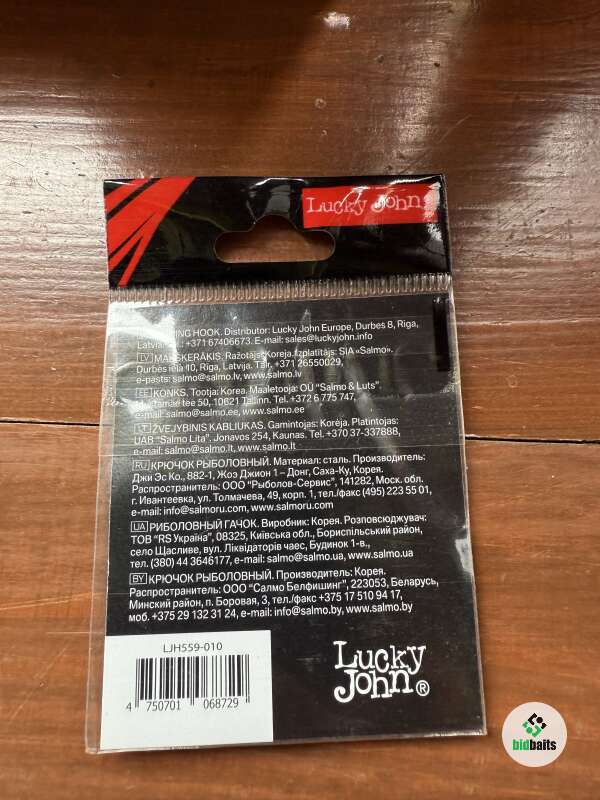 Lucky John
ING HOOK. Distributor: Lucky John Europe, Durbes 8, Riga,
Latvia. +371 67406673. E-mail: sales@luckyjohn.info
LV MAKŠĶERĀKIS. Ražotājs: Koreja. Izplatītājs: SIA «Salmo».
Durbes iela 10, Rīga, Latvija. Tālr. +371 26550029,
e-pasts: salmo@salmo.lv, www.salmo.lv
EE KONKS. Tootja: Korea. Maaletooja: OÜ "Salmo & Luts".
tee 50, 10621 Tallinn. Tel. +372 6 775 747,
e-mail: salmo@salmo.ee, www.salmo.ee
LT ŽVEJYBINIS KABLIUKAS. Gamintojas: Korėja. Platintojas:
UAB "Salmo Lita". Jonavos 254, Kaunas. Tel. +370 37-337888,
e-mail: salmo@salmo.lt, www.salmo.lt
RU КРЮЧОК РЫБОЛОВНЫЙ. Материал: сталь. Производитель:
Джи Эс Ко., 882-1, Жоз Джион 1 – Донг, Саха-Ку, Корея.
Распространитель: ООО "Рыболов-Сервис", 141282, Моск. обл.
г. Ивантеевка, ул. Толмачева, 49, корп. 1, тел./факс (495) 223 55 01,
e-mail: info@salmoru.com, www.salmoru.com
UA РИБОЛОВНЫЙ ГАЧОК. Виробник: Корея. Розповсюджувач:
ТОВ "RS Україна", 08325, Київська обл., Бориспільський район,
село Щасливе, вул. Ліквідаторів чаес, Будинок 1-в.,
тел. (380) 44 3646177, e-mail: salmo@salmo.ua, www.salmo.ua
BY КРЮЧОК РЫБОЛОВНЫЙ. Производитель: Корея.
Распространитель: ООО "Салмо Белфишинг", 223053, Беларусь,
Минский район, п. Боровая, 3, тел./факс +375 17 510 94 17,
моб. +375 29 132 31 24, e-mail: info@salmo.by, www.salmo.by
LJH559-010
4 750701 068729
Lucky
John®
bidbaits